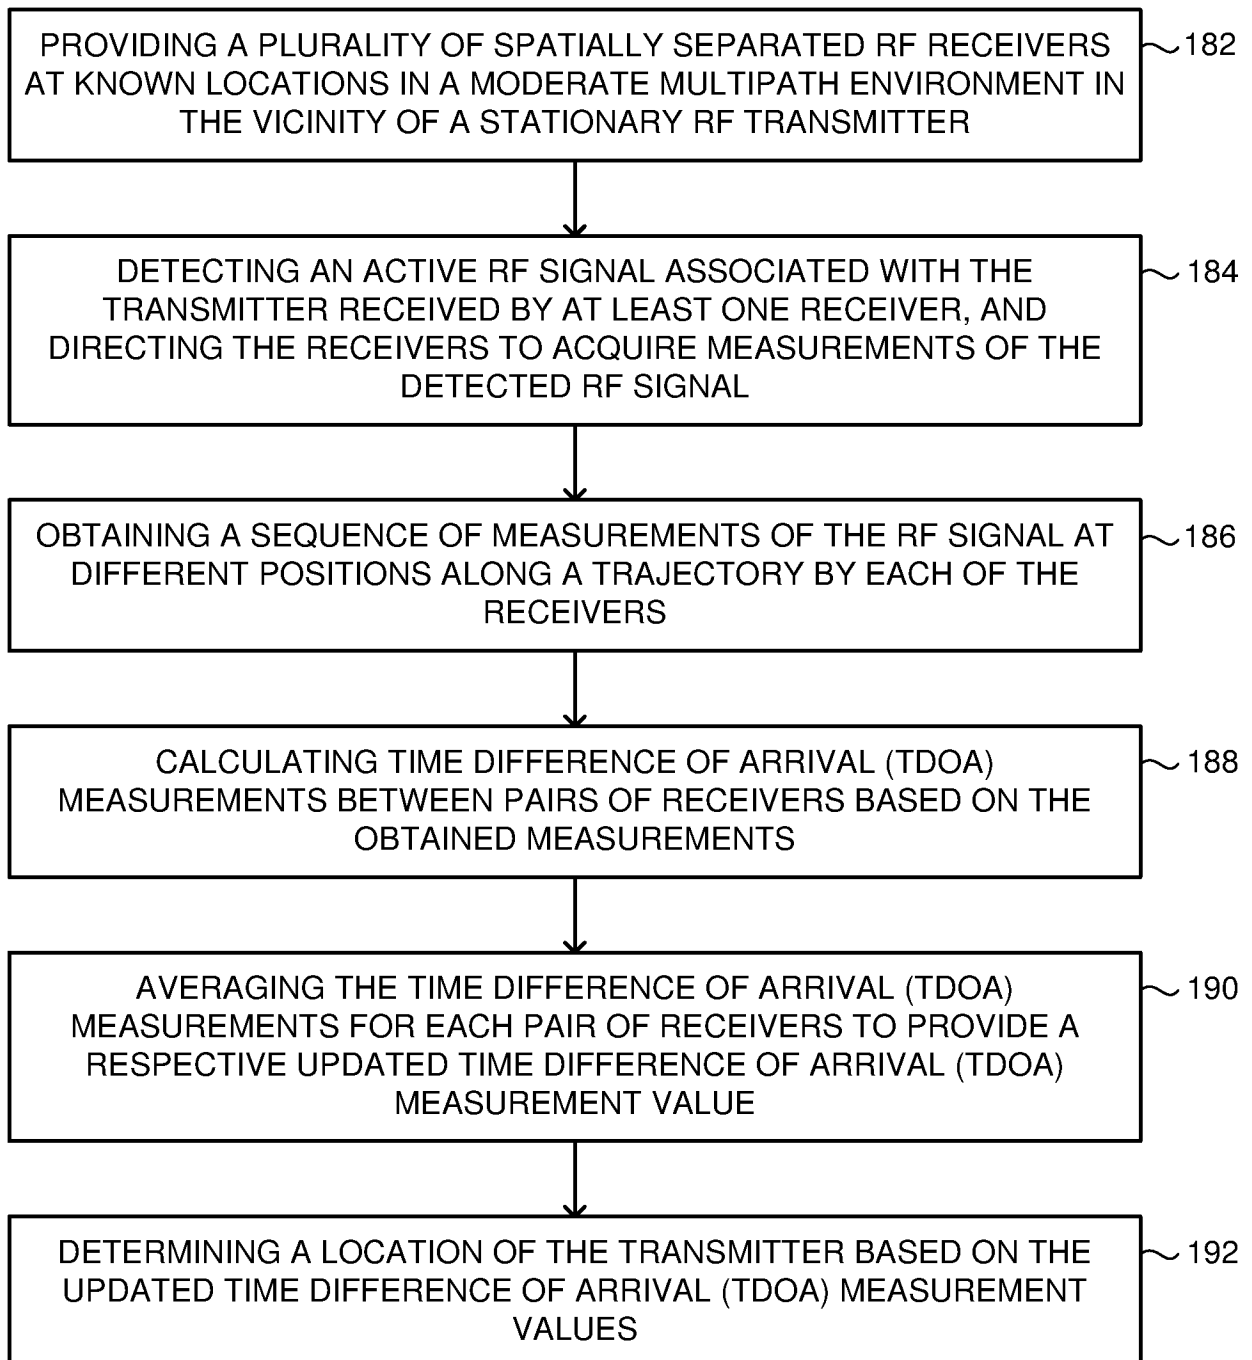 PROVIDING A PLURALITY OF SPATIALLY SEPARATED RF RECEIVERS
AT KNOWN LOCATIONS IN A MODERATE MULTIPATH ENVIRONMENT IN
THE VICINITY OF A STATIONARY RF TRANSMITTER
182
DETECTING AN ACTIVE RF SIGNAL ASSOCIATED WITH THE
TRANSMITTER RECEIVED BY AT LEAST ONE RECEIVER, AND
DIRECTING THE RECEIVERS TO ACQUIRE MEASUREMENTS OF THE
DETECTED RF SIGNAL
184
OBTAINING A SEQUENCE OF MEASUREMENTS OF THE RF SIGNAL AT
DIFFERENT POSITIONS ALONG A TRAJECTORY BY EACH OF THE
RECEIVERS
186
CALCULATING TIME DIFFERENCE OF ARRIVAL (TDOA)
MEASUREMENTS BETWEEN PAIRS OF RECEIVERS BASED ON THE
OBTAINED MEASUREMENTS
188
AVERAGING THE TIME DIFFERENCE OF ARRIVAL (TDOA)
MEASUREMENTS FOR EACH PAIR OF RECEIVERS TO PROVIDE A
RESPECTIVE UPDATED TIME DIFFERENCE OF ARRIVAL (TDOA)
MEASUREMENT VALUE
190
DETERMINING A LOCATION OF THE TRANSMITTER BASED ON THE
UPDATED TIME DIFFERENCE OF ARRIVAL (TDOA) MEASUREMENT
VALUES
192